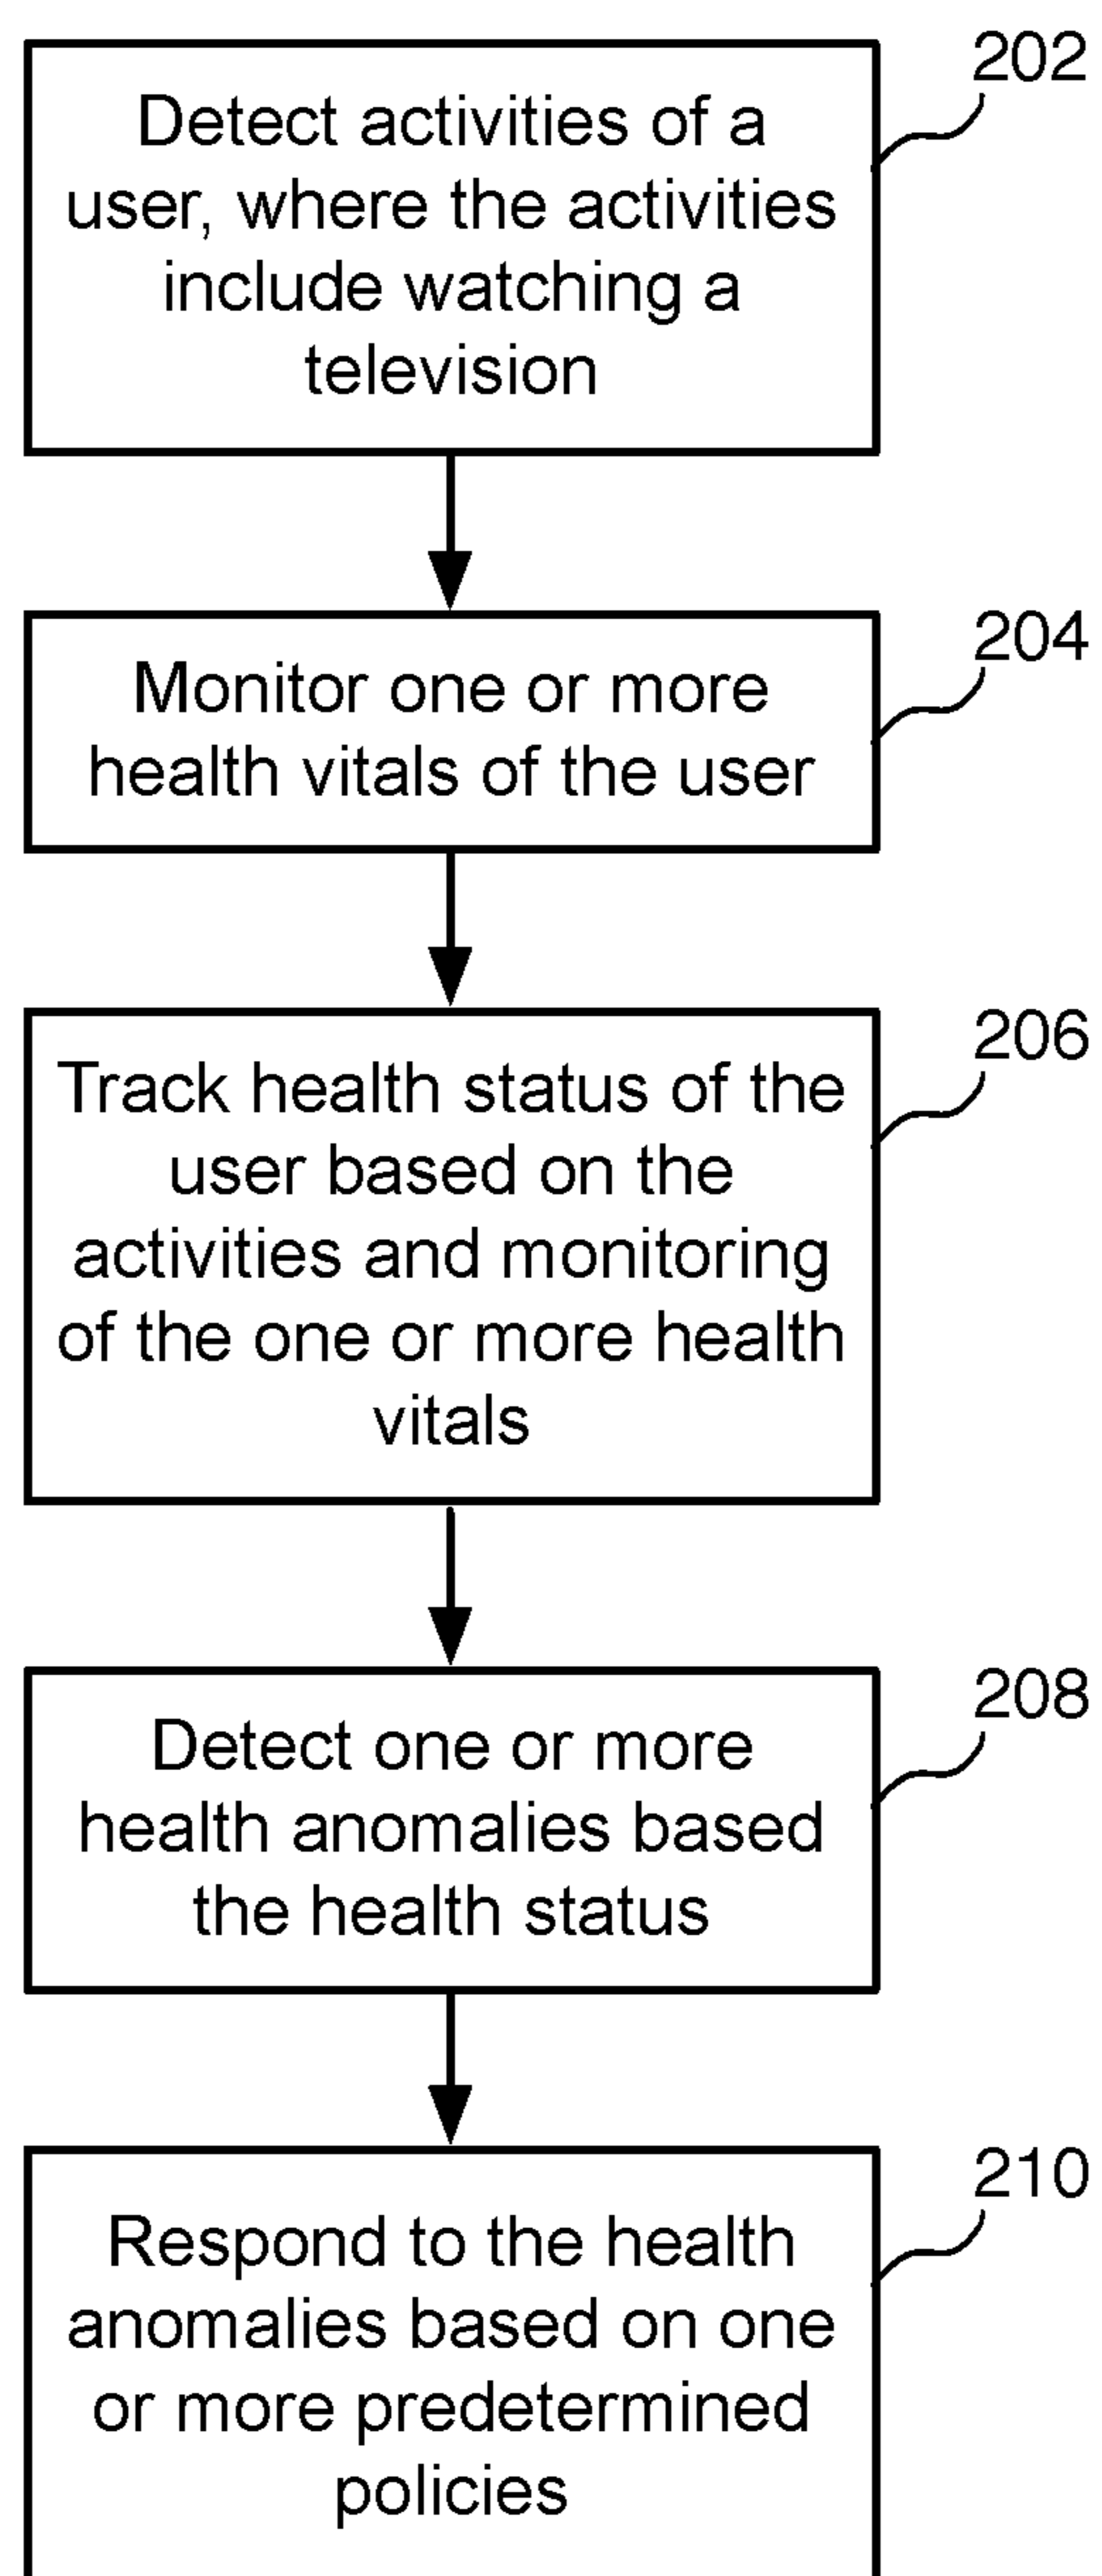 202
Detect activities of a
user, where the activities
include watching a
television
204
Monitor one or more
health vitals of the user
206
Track health status of the
user based on the
activities and monitoring
of the one or more health
vitals
208
Detect one or more
health anomalies based
the health status
210
Respond to the health
anomalies based on one
or more predetermined
policies